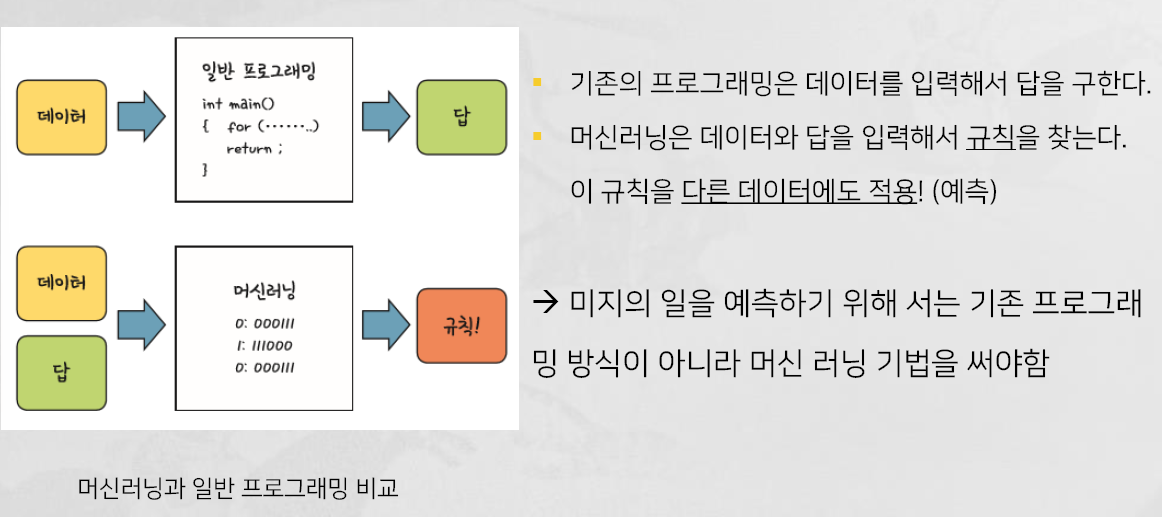 일반 프로그래밍
int main()
{ for (⋯⋯..)
return ;
}
데이터
답
데이터
답
머신러닝
0: 000111
1: 111000
0: 000111
규칙!
머신러닝과 일반 프로그래밍 비교
▪ 기존의 프로그래밍은 데이터를 입력해서 답을 구한다.
▪ 머신러닝은 데이터와 답을 입력해서 규칙을 찾는다.
이 규칙을 다른 데이터에도 적용! (예측)
→ 미지의 일을 예측하기 위해 서는 기존 프로그래
밍 방식이 아니라 머신 러닝 기법을 써야함